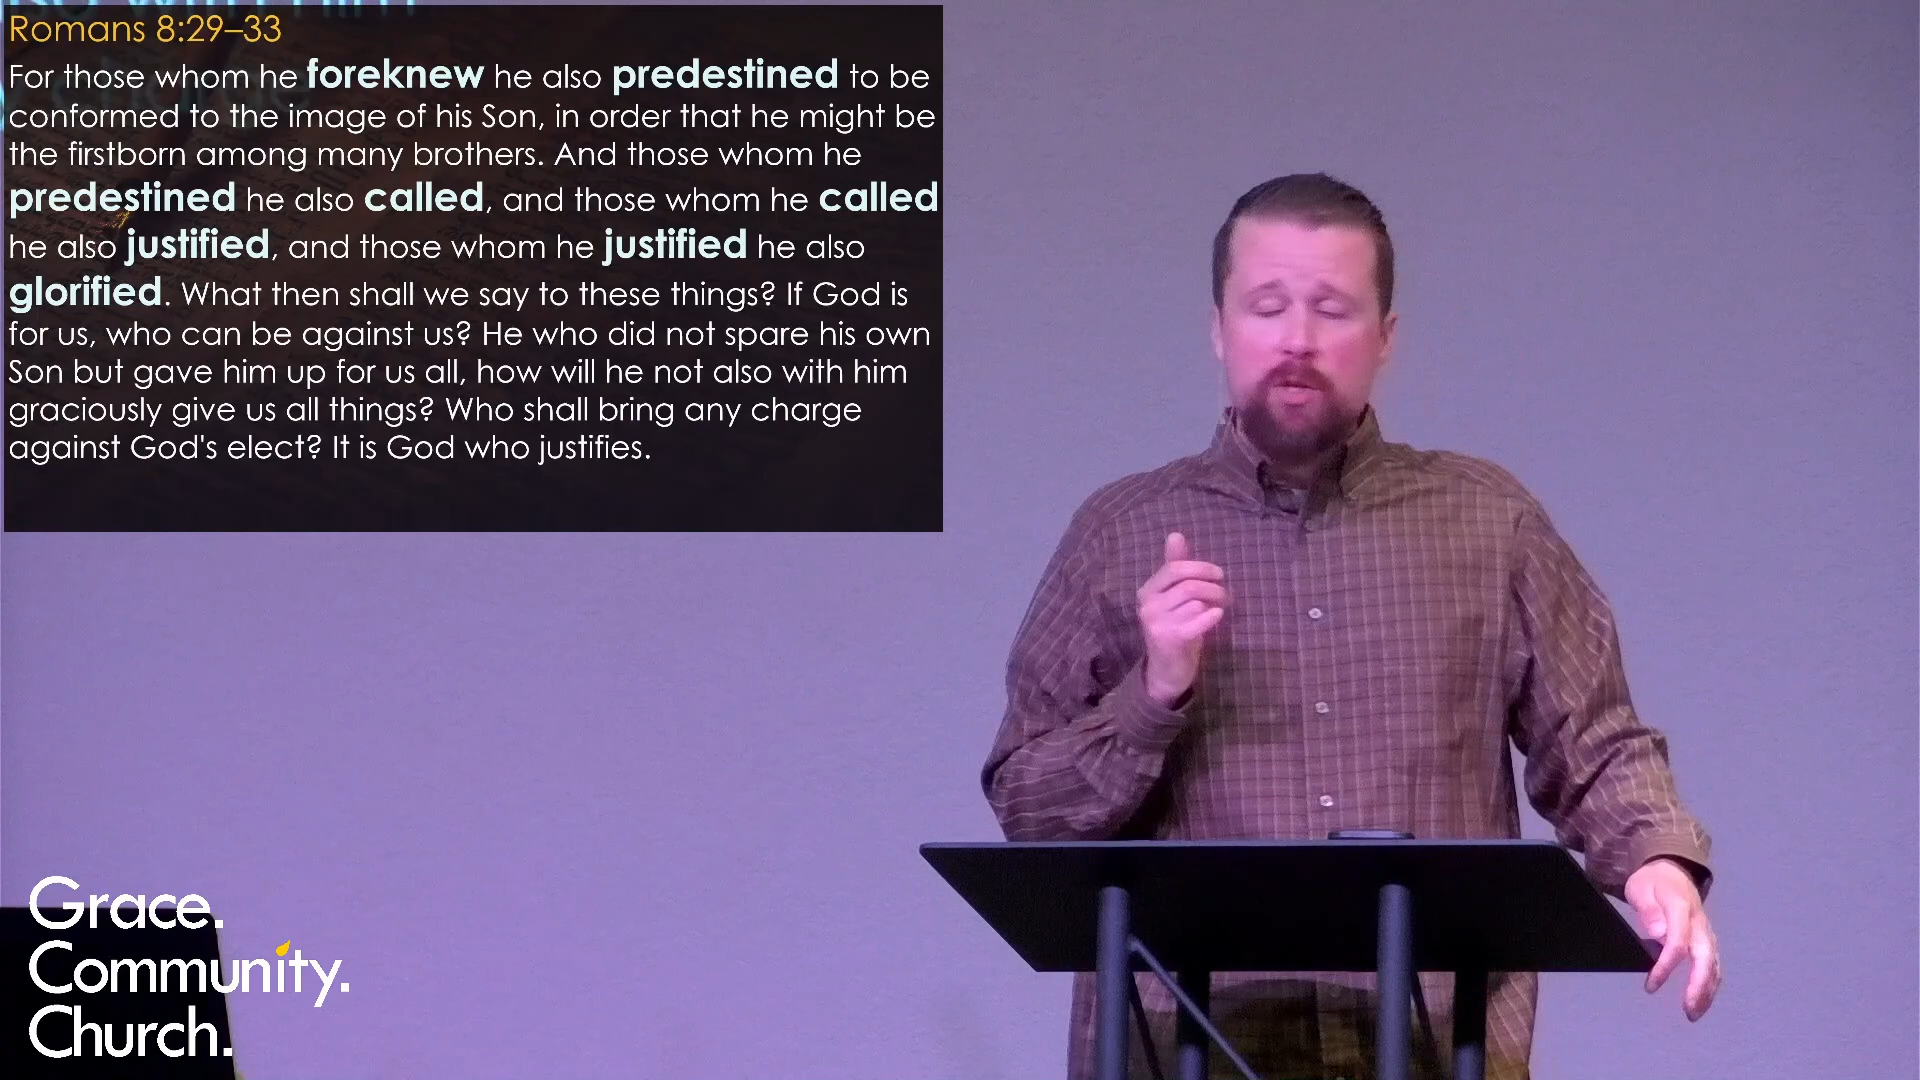 Romans 8:29–33
For those whom he foreknew he also predestined to be
conformed to the image of his Son, in order that he might be
the firstborn among many brothers. And those whom he
predestined he also called, and those whom he called
he also justified, and those whom he justified he also
glorified. What then shall we say to these things? If God is
for us, who can be against us? He who did not spare his own
Son but gave him up for us all, how will he not also with him
graciously give us all things? Who shall bring any charge
against God's elect? It is God who justifies.
Grace.
Community.
Church.